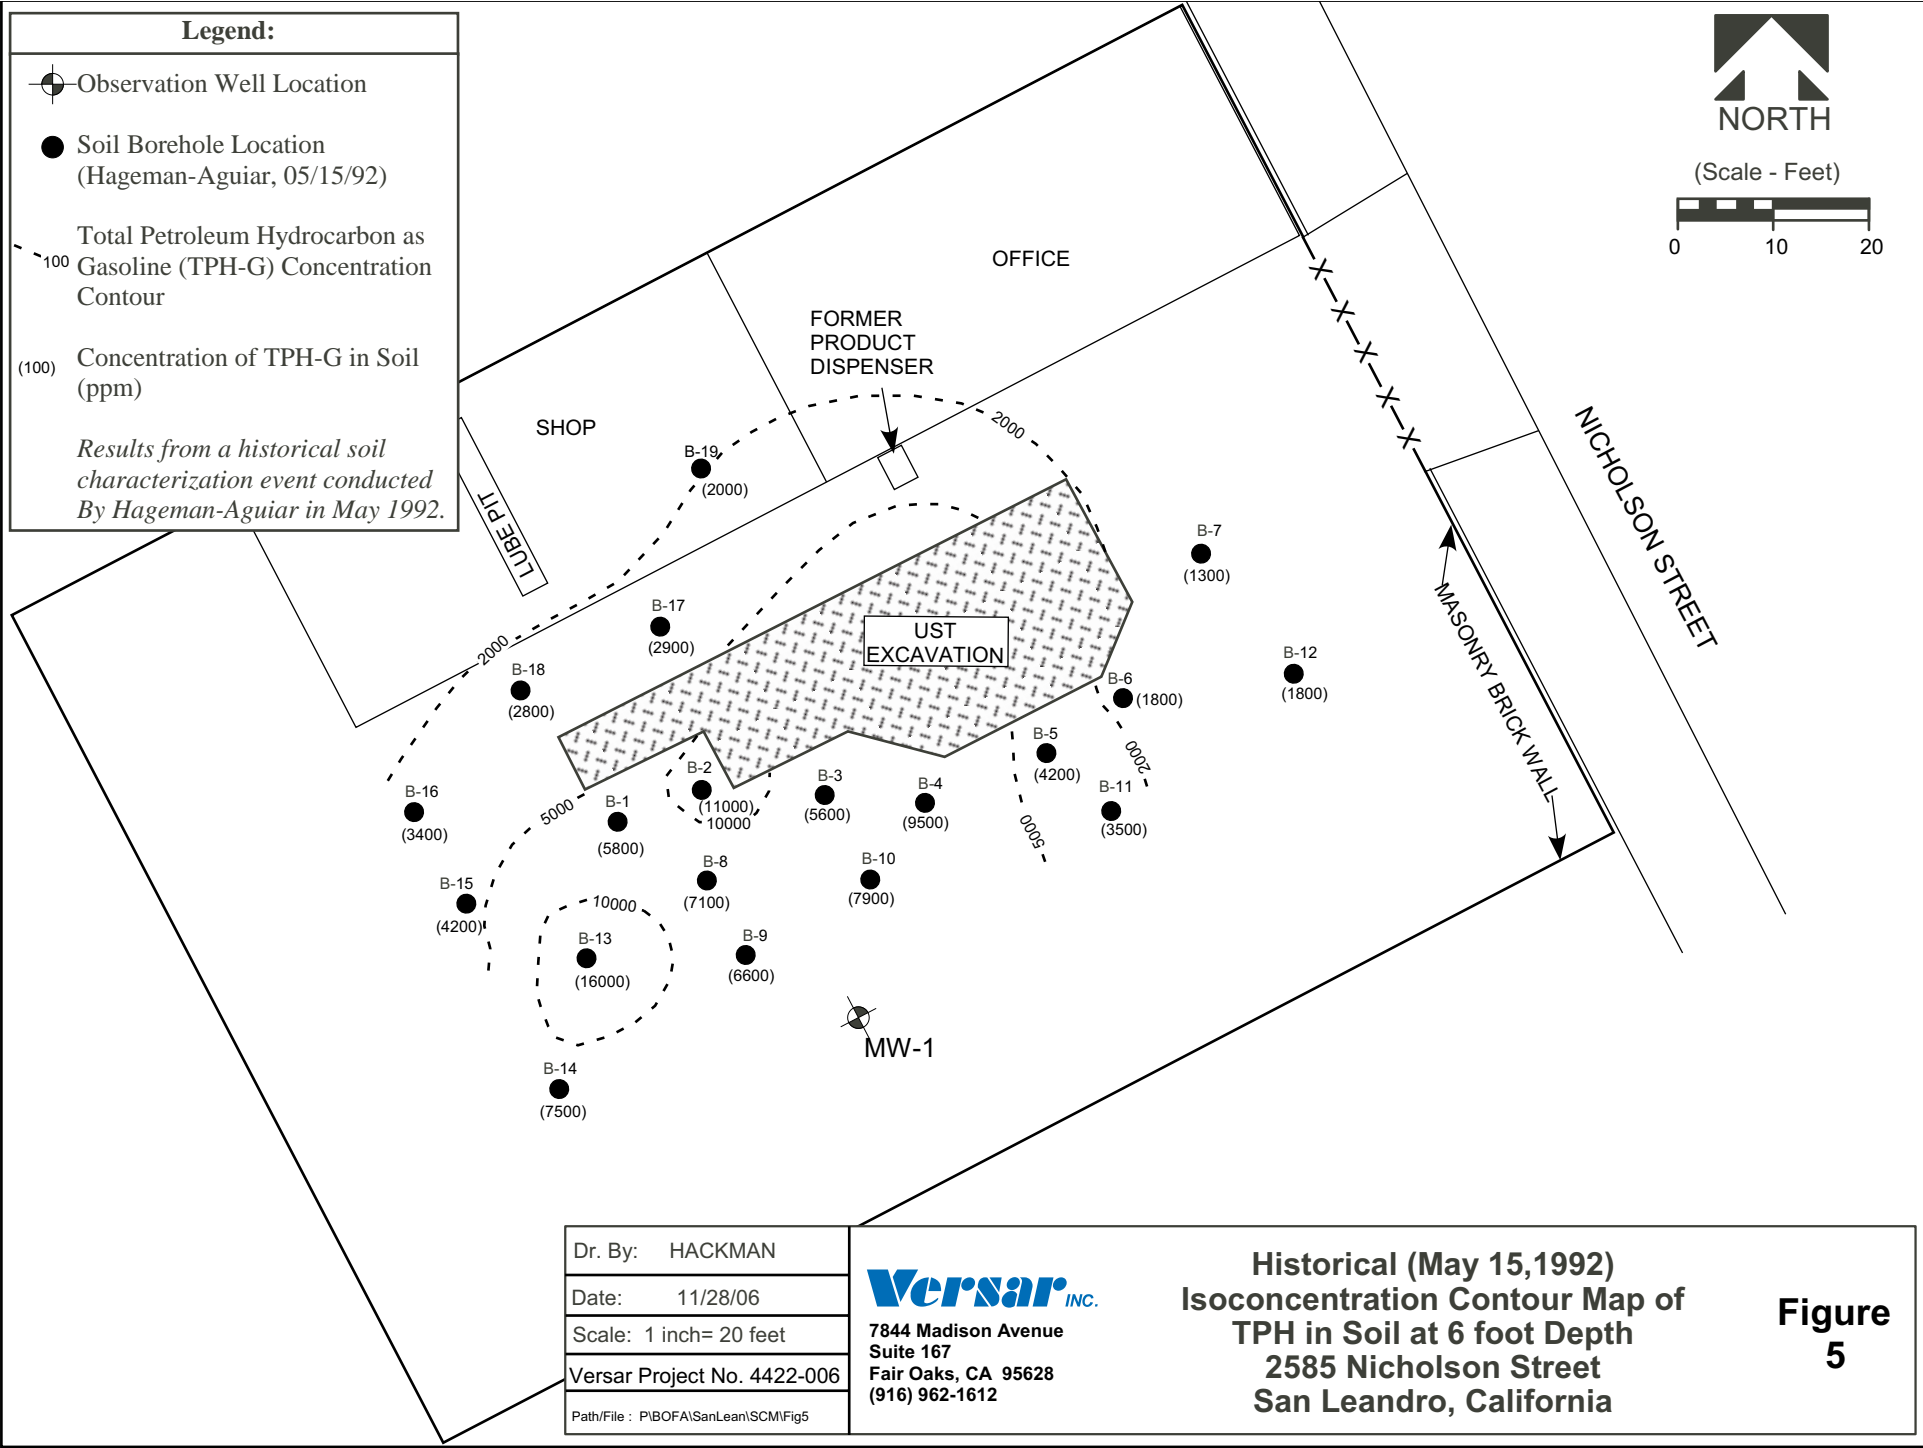 Legend:
Observation Well Location
Soil Borehole Location
(Hageman-Aguiar, 05/15/92)
100
Total Petroleum Hydrocarbon as
Gasoline (TPH-G) Concentration
Contour
(100)
Concentration of TPH-G in Soil
(ppm)
Results from a historical soil
characterization event conducted
By Hageman-Aguiar in May 1992.
NORTH
(Scale - Feet)
0 10 20
OFFICE
SHOP
LUBE PIT
FORMER
PRODUCT
DISPENSER
NICHOLSON STREET
MASONRY BRICK WALL
X
X
X
X
X
2000
B-19
(2000)
B-7
(1300)
B-17
(2900)
2000
B-18
(2800)
UST
EXCAVATION
B-12
(1800)
B-6
(1800)
B-5
(4200)
2000
B-16
(3400)
5000
B-1
(5800)
B-2
(11000)
10000
B-3
(5600)
B-4
(9500)
B-11
(3500)
5000
B-15
(4200)
B-8
(7100)
B-10
(7900)
10000
B-13
(16000)
B-9
(6600)
MW-1
B-14
(7500)
Dr. By: HACKMAN
Date: 11/28/06
Scale: 1 inch= 20 feet
Versar Project No. 4422-006
Path/File : P\BOFA\SanLean\SCM\Fig5
Versar INC.
7844 Madison Avenue
Suite 167
Fair Oaks, CA 95628
(916) 962-1612
Historical (May 15,1992)
Isoconcentration Contour Map of
TPH in Soil at 6 foot Depth
2585 Nicholson Street
San Leandro, California
Figure
5